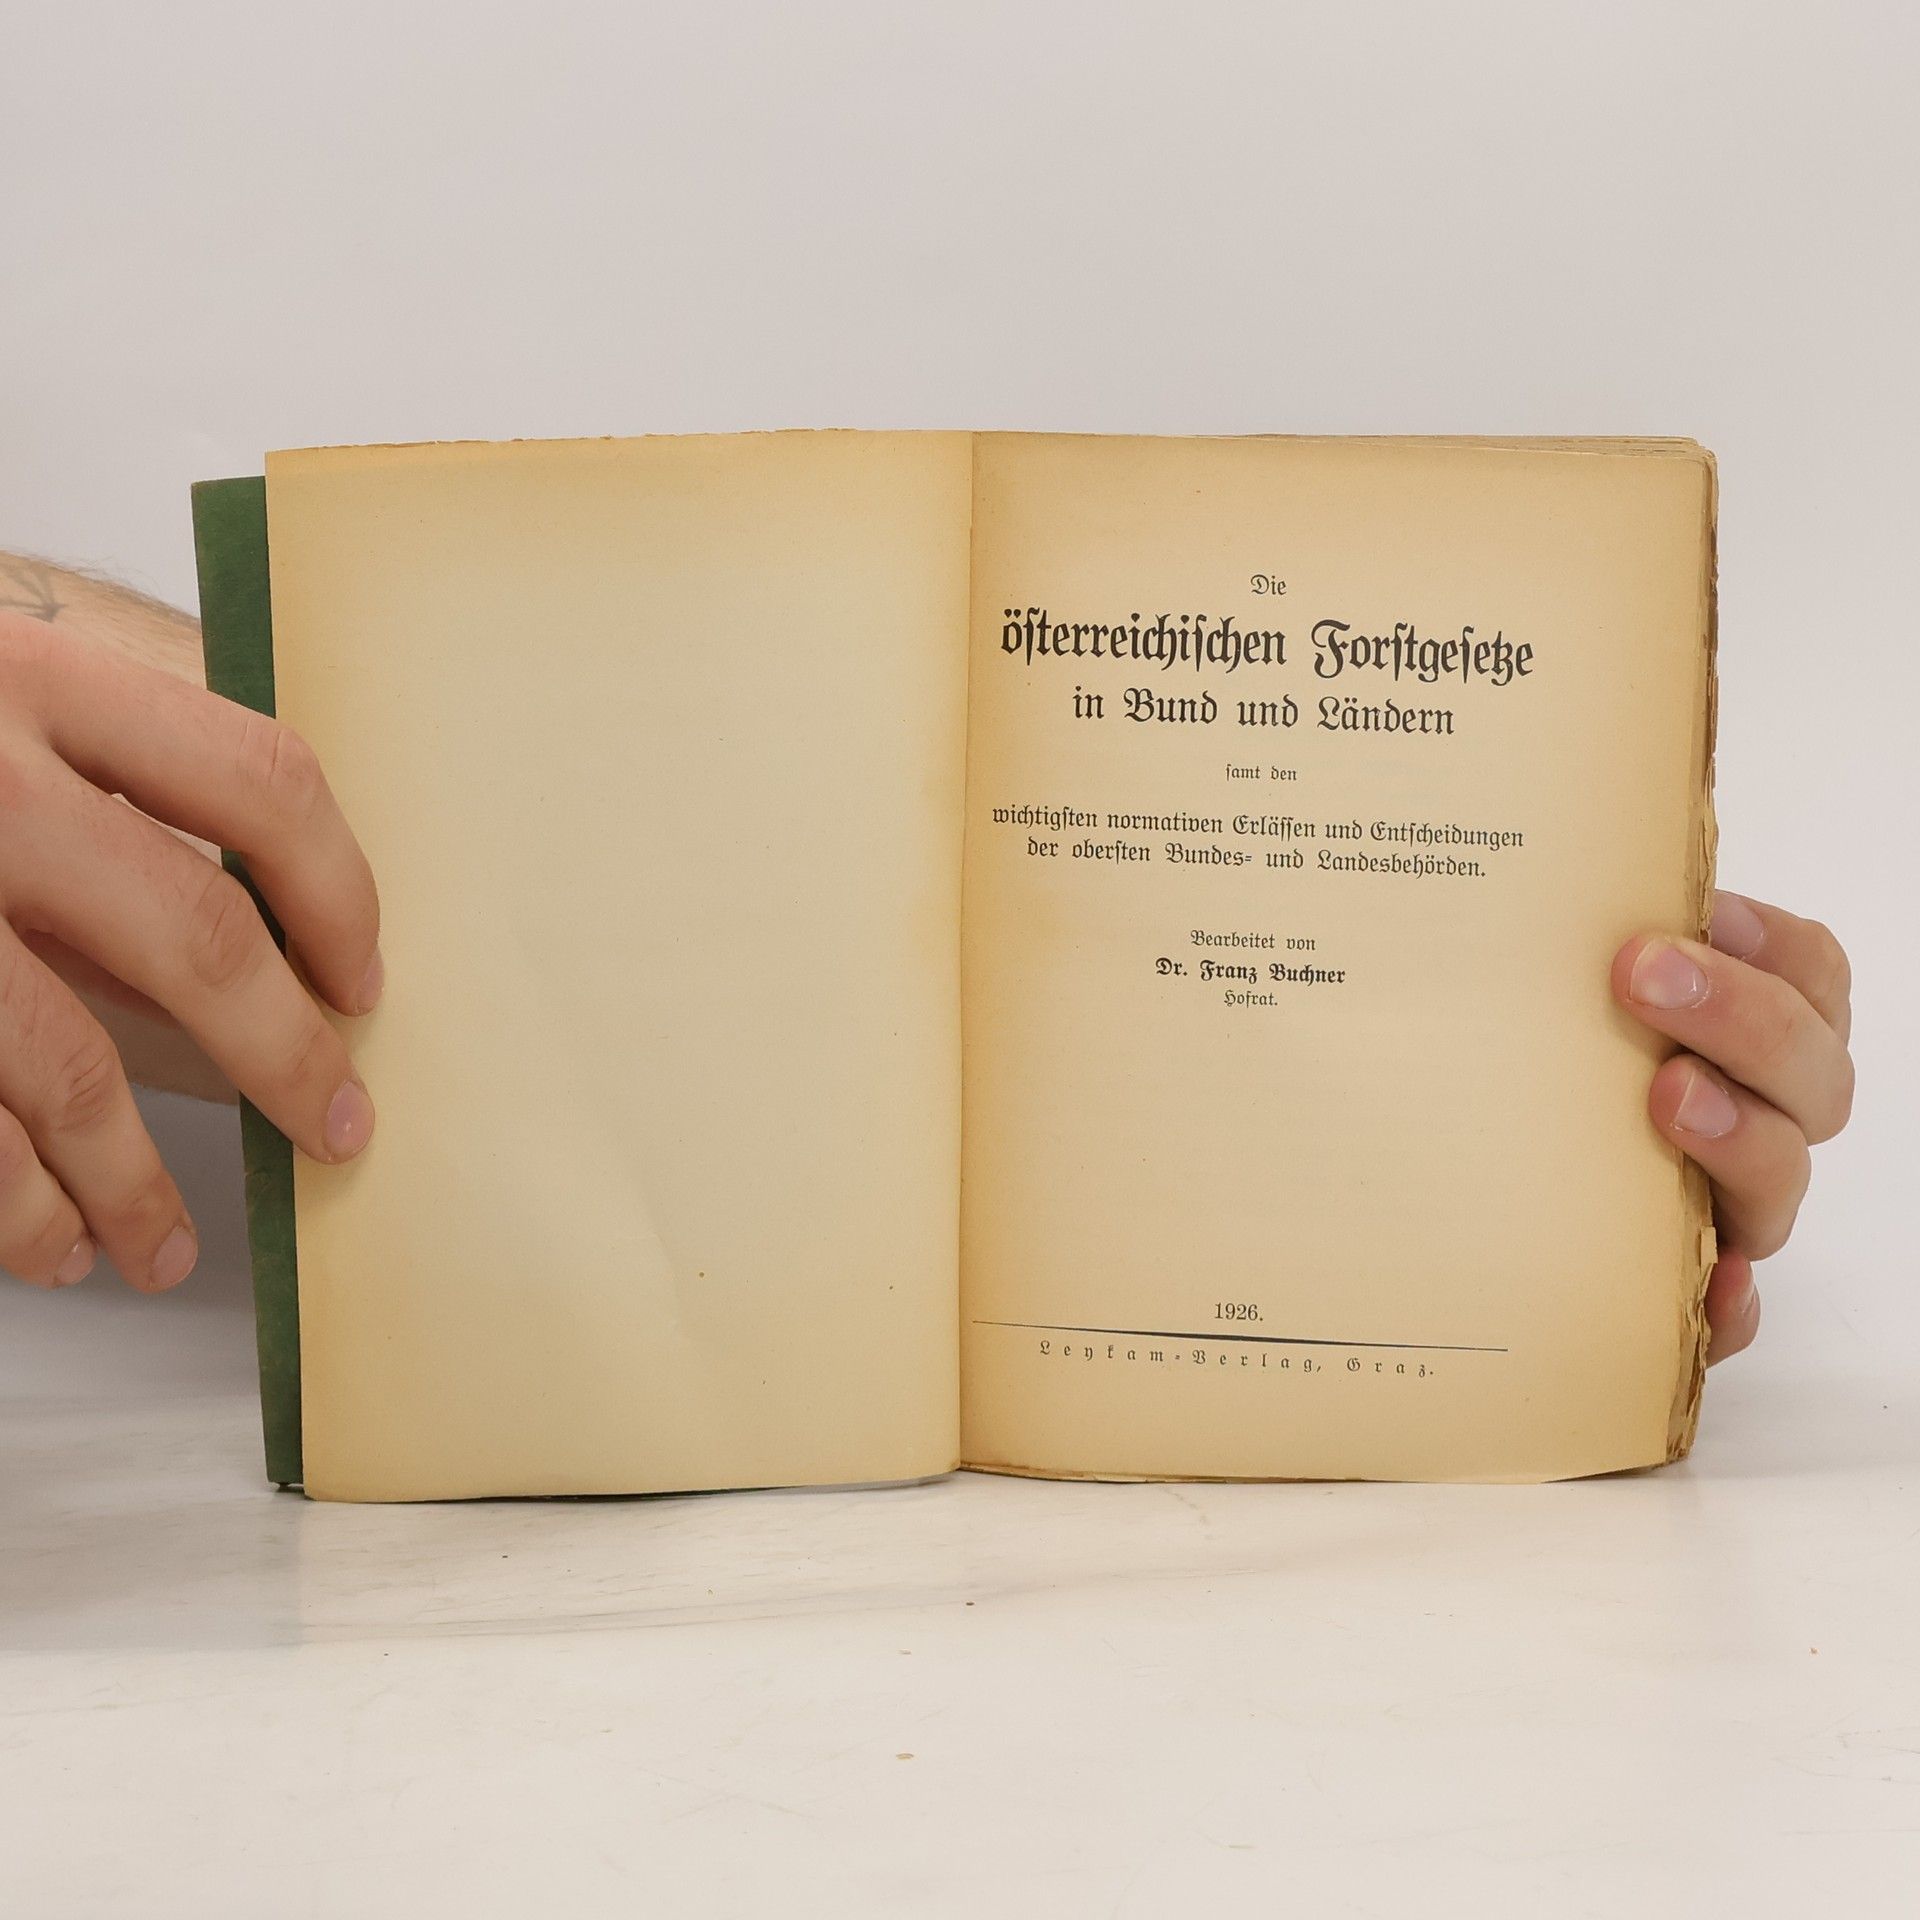 Die
öſterreichiſchen Forſtgeſetze
in Bund und Ländern
ſamt den
wichtigſten normativen Erläſſen und Entſcheidungen
der oberſten Bundes- und Landesbehörden.
Bearbeitet von
Dr. Franz Buchner
Hofrat.
1926.
Leykam-Verlag, Graz.